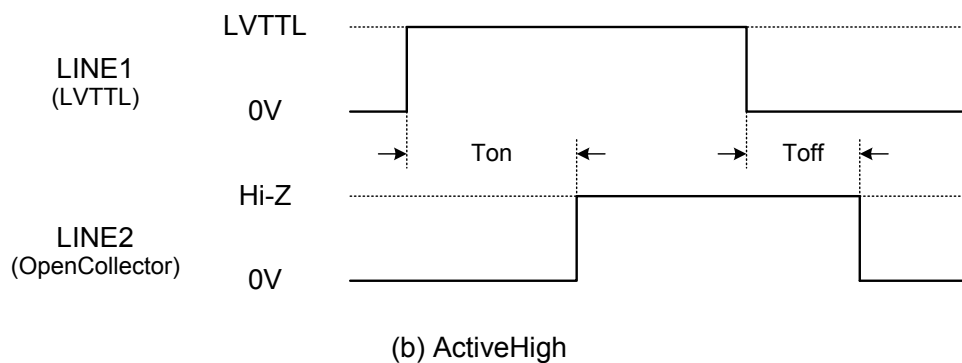 LVTTL
LINE1
(LVTTL)
0V
Ton
Toff
Hi-Z
LINE2
(OpenCollector)
0V
(b) ActiveHigh